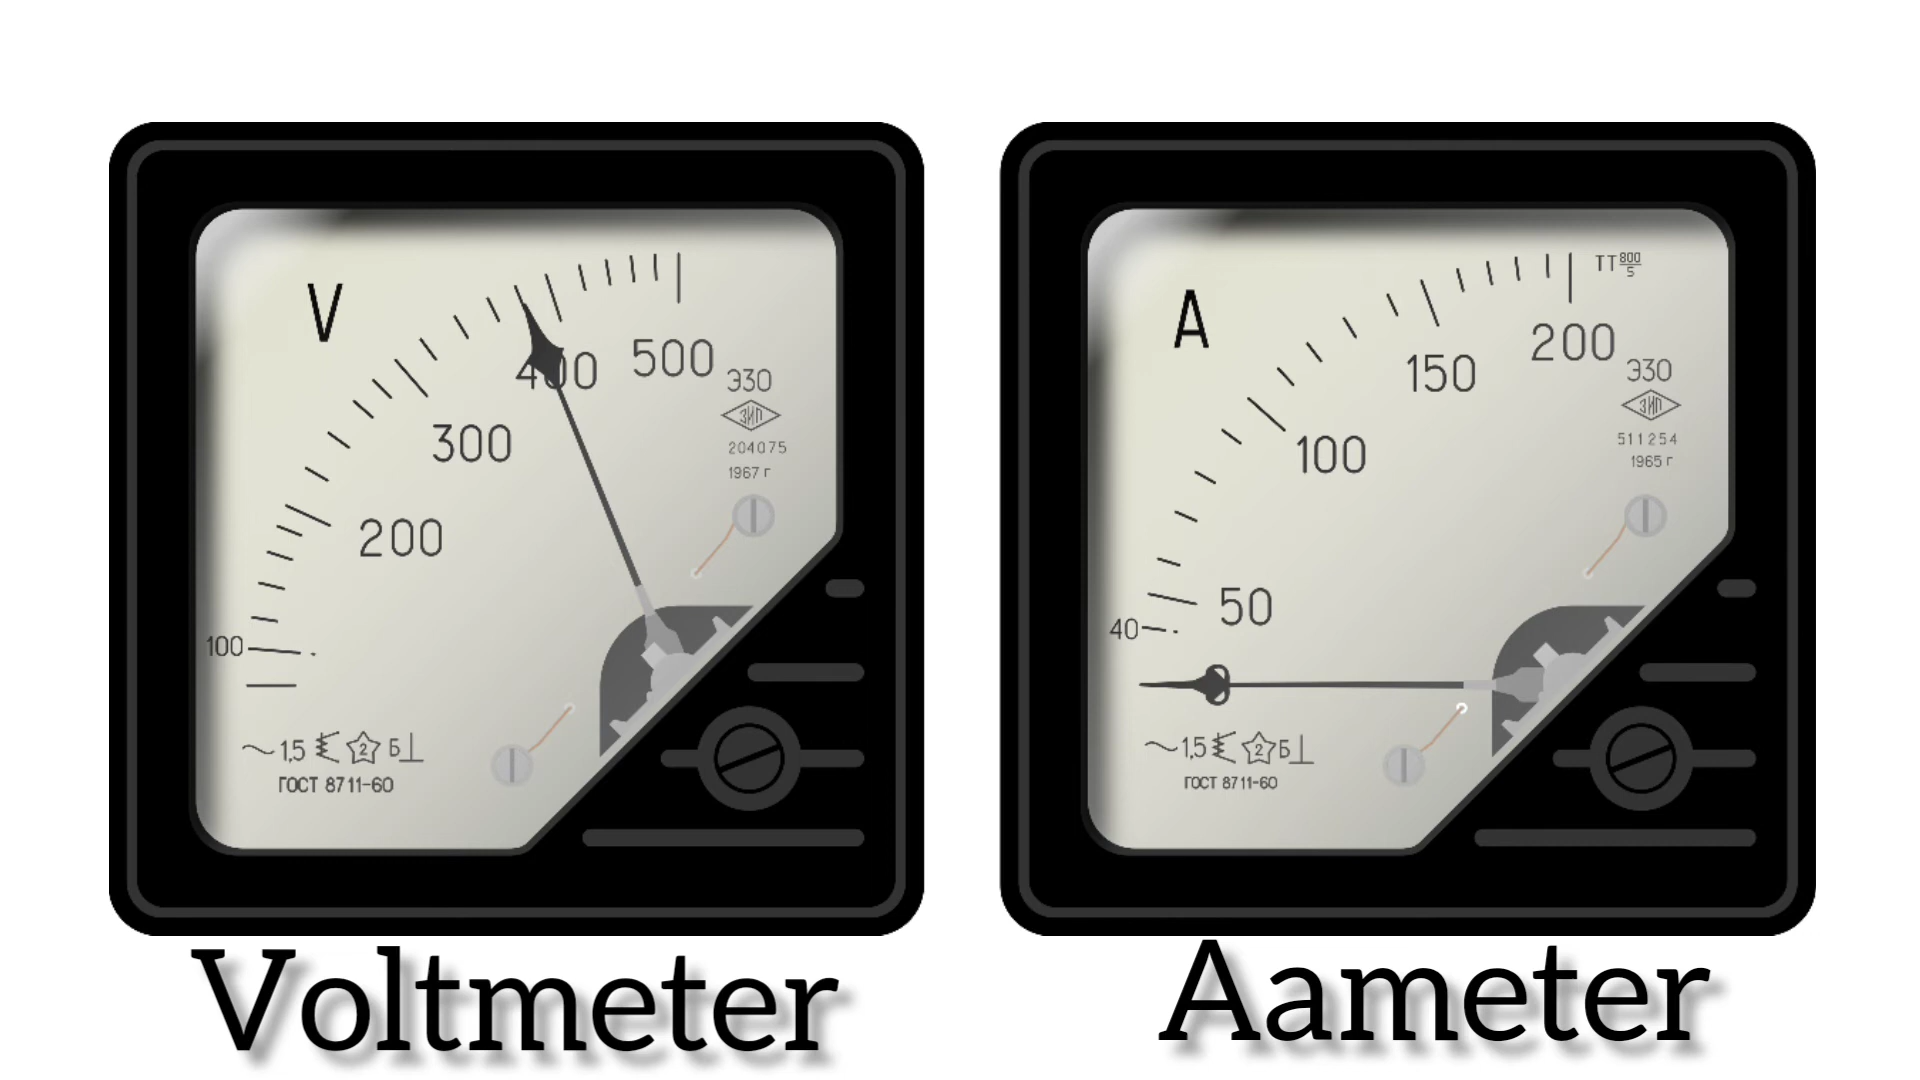 V
100
200
300
400
500
Э30
ЗИП
204075
1967 г
1,5 2 Б
ГОСТ 8711-60
A
0
40
50
100
150
200
ТТ 800/5
Э30
ЗИП
511254
1965 г
1,5 2 Б
ГОСТ 8711-60
Voltmeter
Aameter